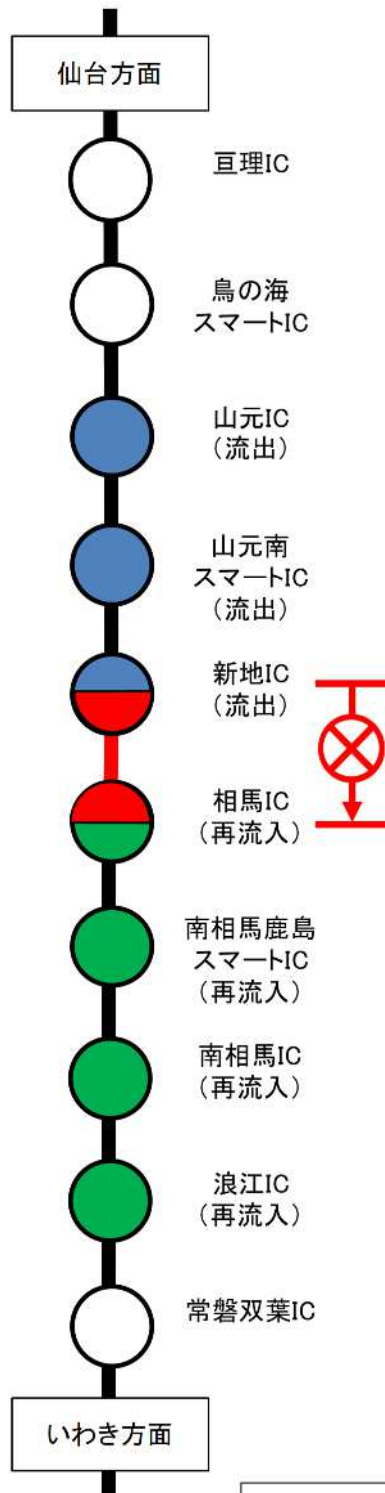 仙台方面
亘理IC
鳥の海
スマートIC
山元IC
（流出）
山元南
スマートIC
（流出）
新地IC
（流出）
相馬IC
（再流入）
南相馬鹿島
スマートIC
（再流入）
南相馬IC
（再流入）
浪江IC
（再流入）
常磐双葉IC
いわき方面